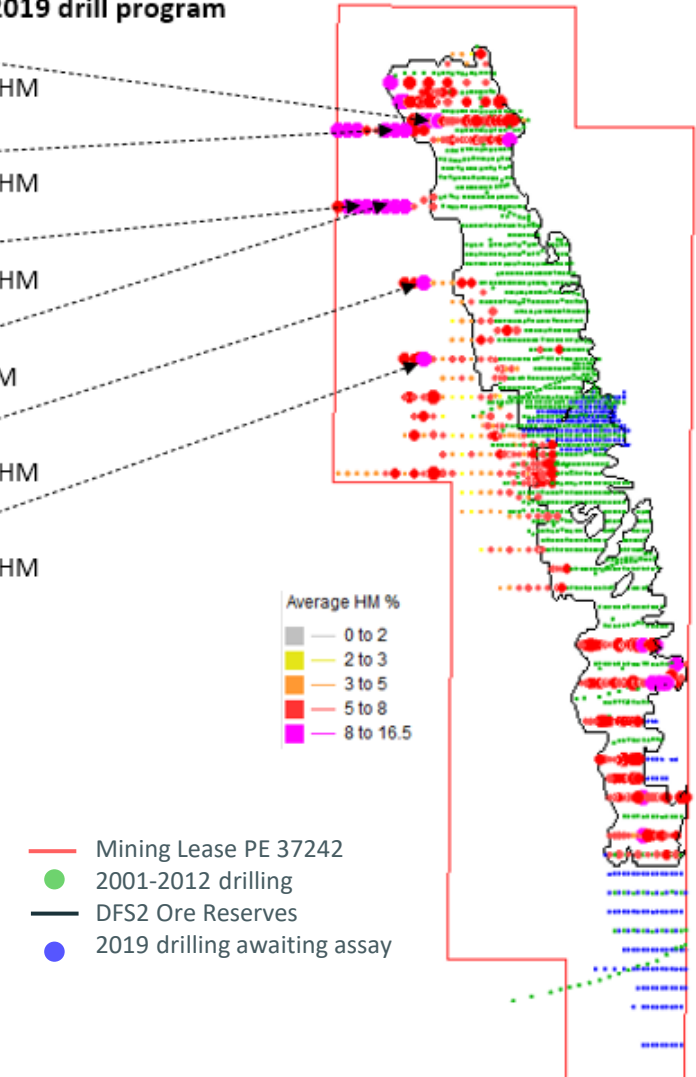 2019 drill program
HM
HM
HM
M
HM
HM
Average HM %
0 to 2
2 to 3
3 to 5
5 to 8
8 to 16.5
Mining Lease PE 37242
2001-2012 drilling
DFS2 Ore Reserves
2019 drilling awaiting assay